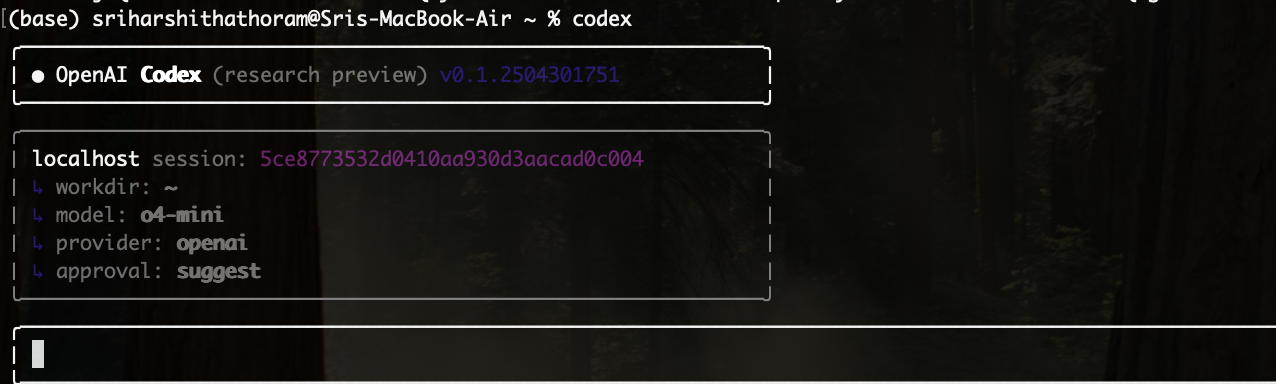 (base) sriharshithathoram@Sris-MacBook-Air ~ % codex
● OpenAI Codex (research preview) v0.1.2504301751
localhost session: 5ce8773532d0410aa930d3aacad0c004
↳ workdir: ~
↳ model: o4-mini
↳ provider: openai
↳ approval: suggest